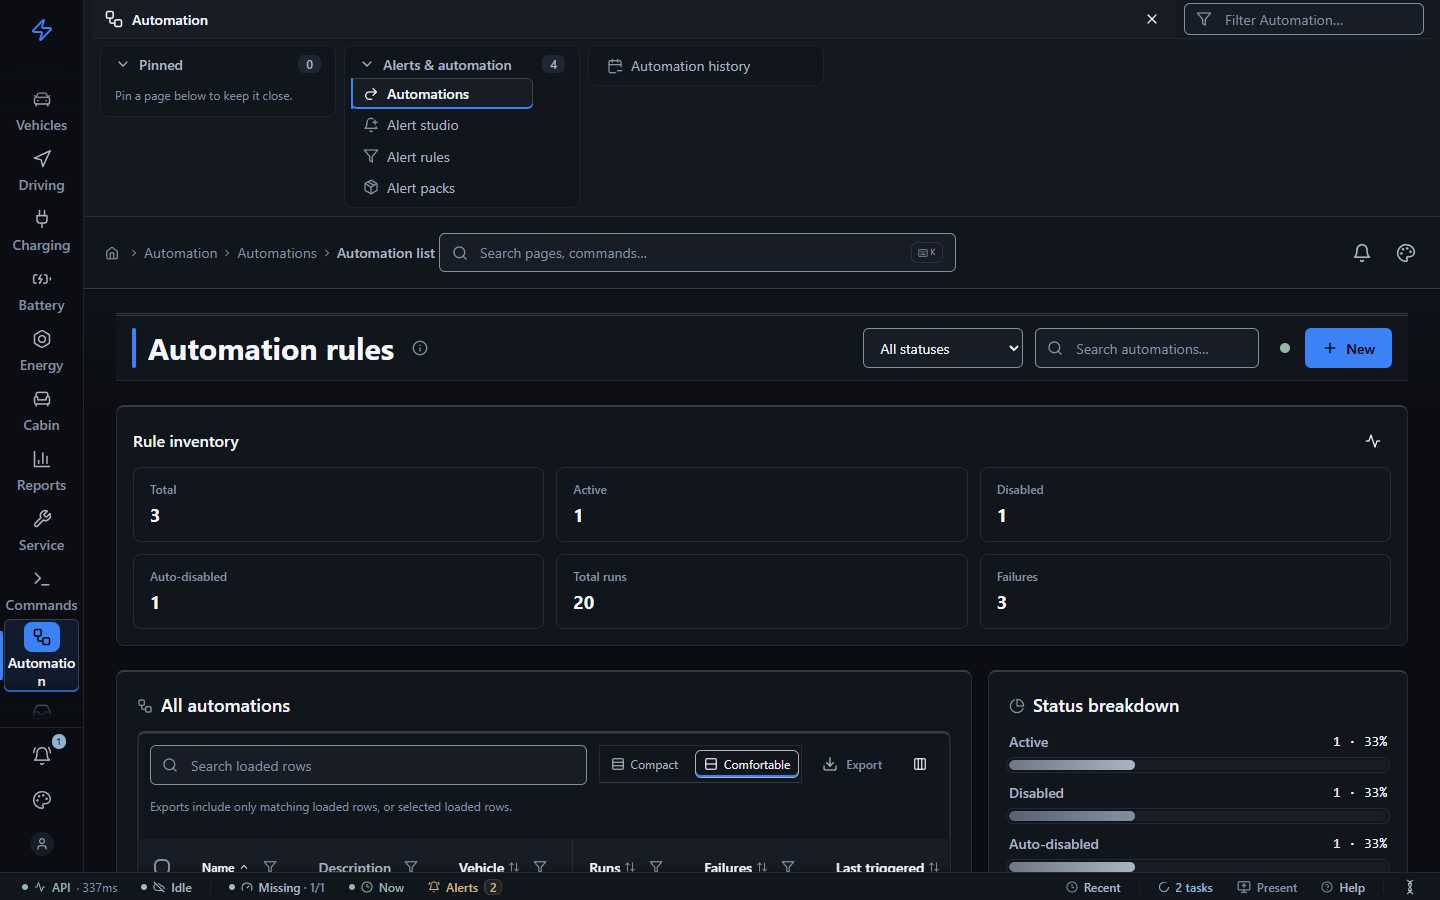 Automation
Filter Automation...
Pinned 0
Pin a page below to keep it close.
Alerts & automation 4
Automations
Alert studio
Alert rules
Alert packs
Automation history
Vehicles
Driving
Charging
Battery
Energy
Cabin
Reports
Service
Commands
Automatio
n
1
Automation
Automations
Automation list
Search pages, commands...
K
Automation rules
All statuses
Search automations...
New
Rule inventory
Total
3
Active
1
Disabled
1
Auto-disabled
1
Total runs
20
Failures
3
All automations
Search loaded rows
Compact
Comfortable
Export
Exports include only matching loaded rows, or selected loaded rows.
Name
Description
Vehicle
Runs
Failures
Last triggered
Status breakdown
Active 1 · 33%
Disabled 1 · 33%
Auto-disabled 1 · 33%
API · 337ms
Idle
Missing · 1/1
Now
Alerts 2
Recent
2 tasks
Present
Help